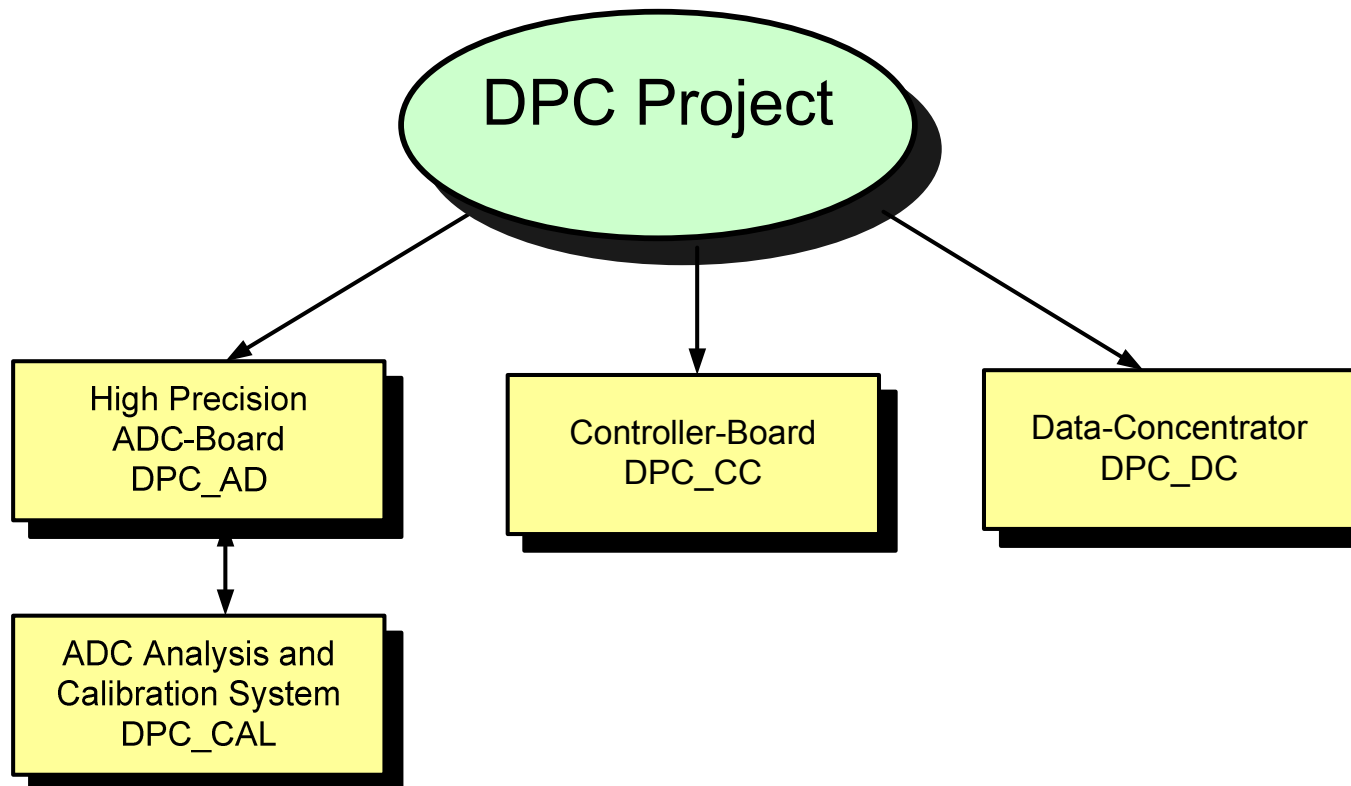 DPC Project
High Precision
ADC-Board
DPC_AD
Controller-Board
DPC_CC
Data-Concentrator
DPC_DC
ADC Analysis and
Calibration System
DPC_CAL